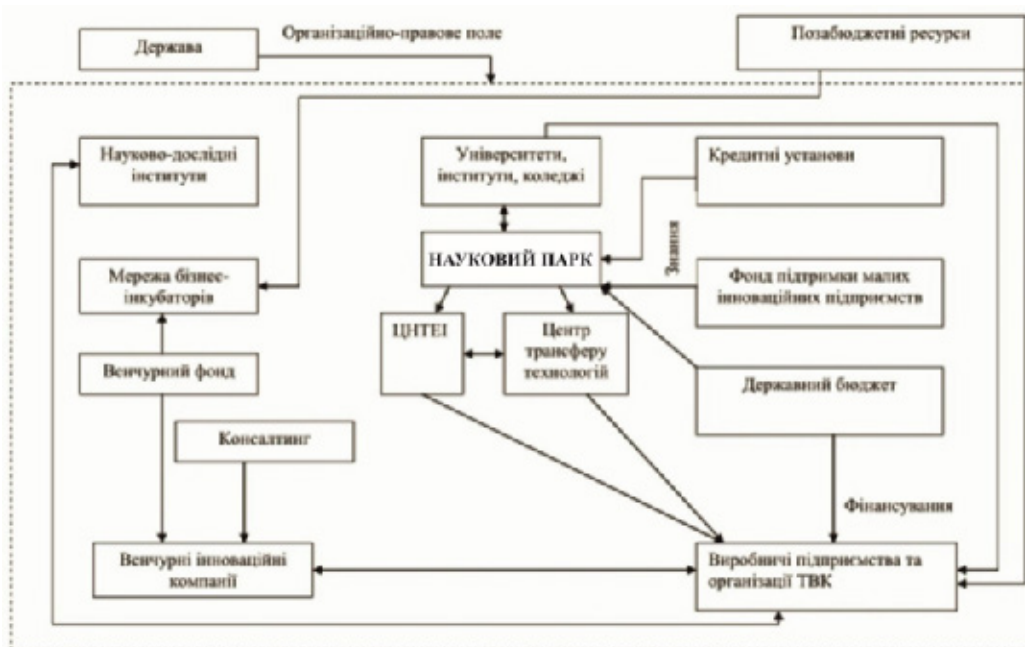 Держава
Організаційно-правове поле
Позабюджетні ресурси
Науково-дослідні
інститути
Університети,
інститути, коледжі
Кредитні установи
Знання
НАУКОВИЙ ПАРК
Мережа бізнес-
інкубаторів
Фонд підтримки малих
інноваційних підприємств
ЦНТЕІ
Центр
трансферу
технологій
Венчурний фонд
Державний бюджет
Консалтинг
Фінансування
Венчурні інноваційні
компанії
Виробничі підприємства та
організації ТВК